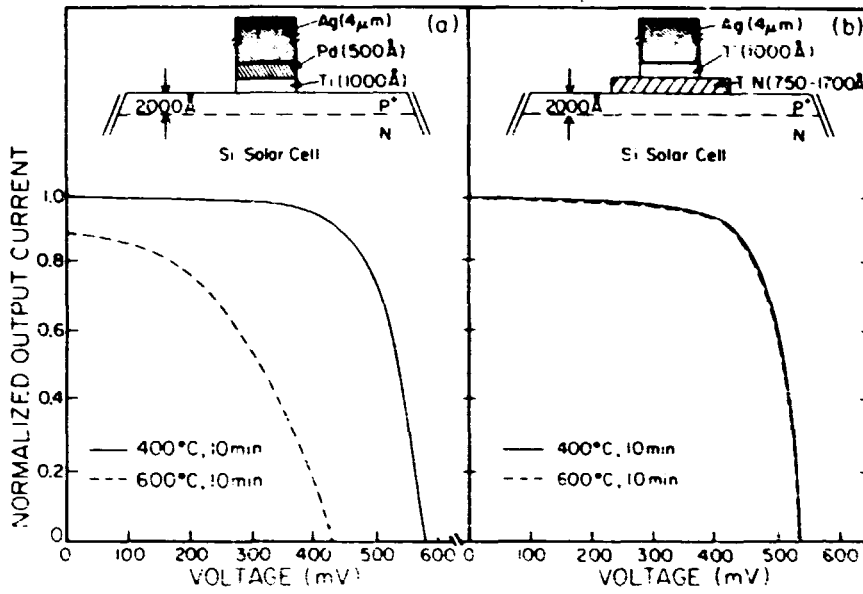 Ag(4μm)
(a)
Pd(500Å)
Ti(1000Å)
2000Å
P+
N
Si Solar Cell
Ag(4μm)
(b)
(1000Å)
N(750-1700Å)
2000Å
P+
N
Si Solar Cell
NORMALIZED OUTPUT CURRENT
1.0
0.8
0.6
0.4
0.2
0
400°C, 10min
600°C, 10min
400°C, 10min
600°C, 10min
0 100 200 300 400 500 600
0 100 200 300 400 500 600
VOLTAGE (mV)
VOLTAGE (mV)